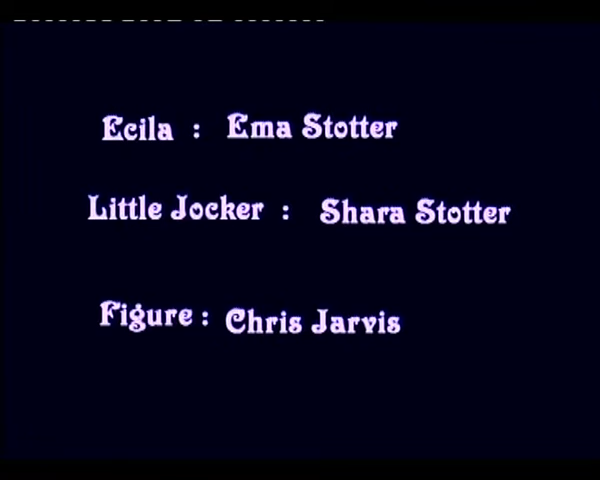 Ecila : Ema Stotter
Little Jocker : Shara Stotter
Figure : Chris Jarvis